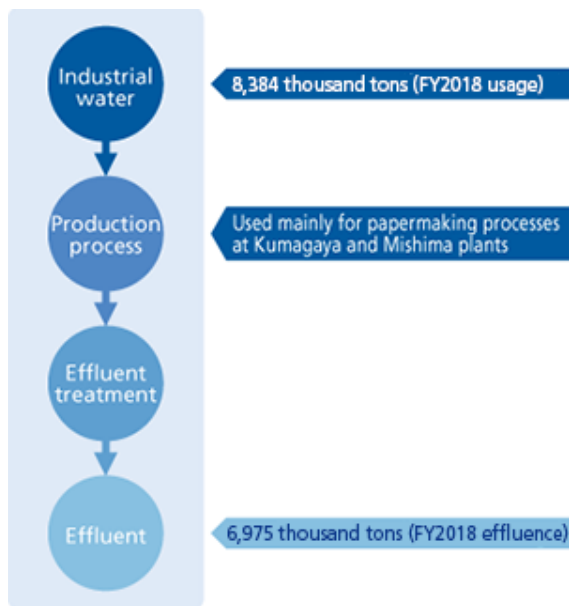 Industrial
water
8,384 thousand tons (FY2018 usage)
Production
process
Used mainly for papermaking processes
at Kumagaya and Mishima plants
Effluent
treatment
Effluent
6,975 thousand tons (FY2018 effluence)